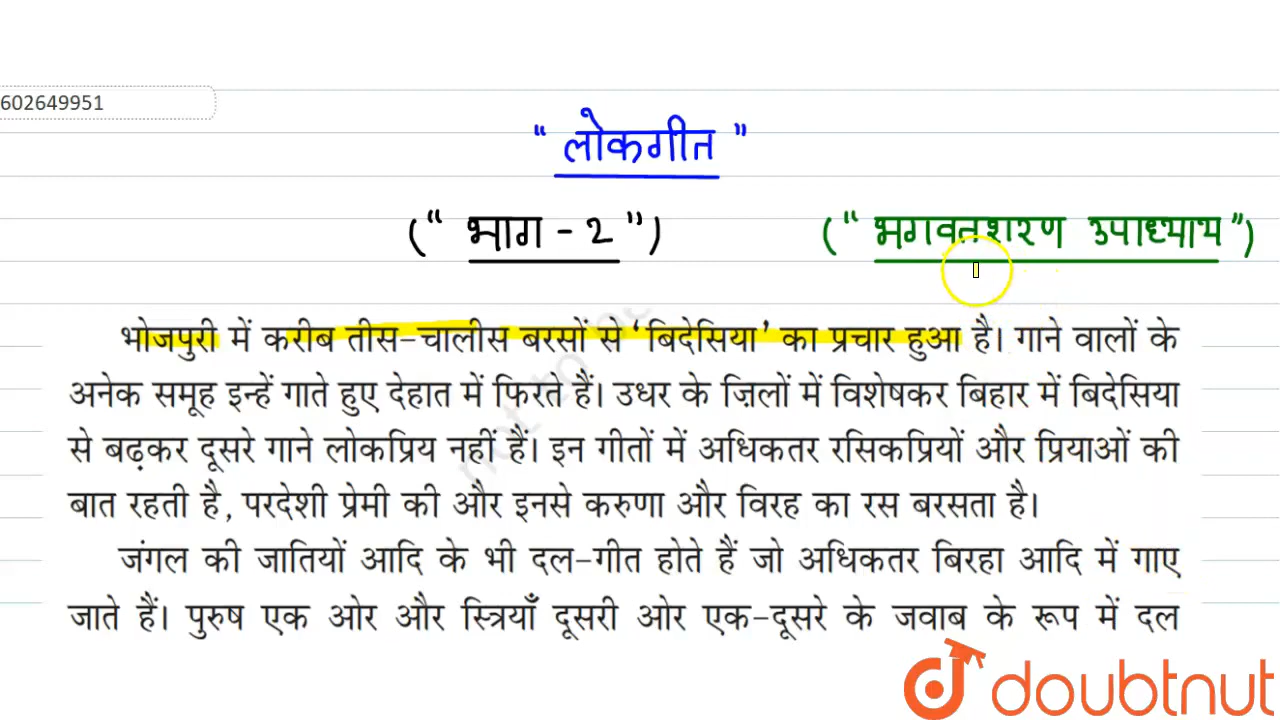 602649951
" लोकगीत "
(" भाग - 2 ") (" भगवतशरण उपाध्याय ")
भोजपुरी में करीब तीस-चालीस बरसों से ‘बिदेसिया’ का प्रचार हुआ है। गाने वालों के
अनेक समूह इन्हें गाते हुए देहात में फिरते हैं। उधर के ज़िलों में विशेषकर बिहार में बिदेसिया
से बढ़कर दूसरे गाने लोकप्रिय नहीं हैं। इन गीतों में अधिकतर रसिकप्रियों और प्रियाओं की
बात रहती है, परदेशी प्रेमी की और इनसे करुणा और विरह का रस बरसता है।
जंगल की जातियों आदि के भी दल-गीत होते हैं जो अधिकतर बिरहा आदि में गाए
जाते हैं। पुरुष एक ओर और स्त्रियाँ दूसरी ओर एक-दूसरे के जवाब के रूप में दल
doubtnut